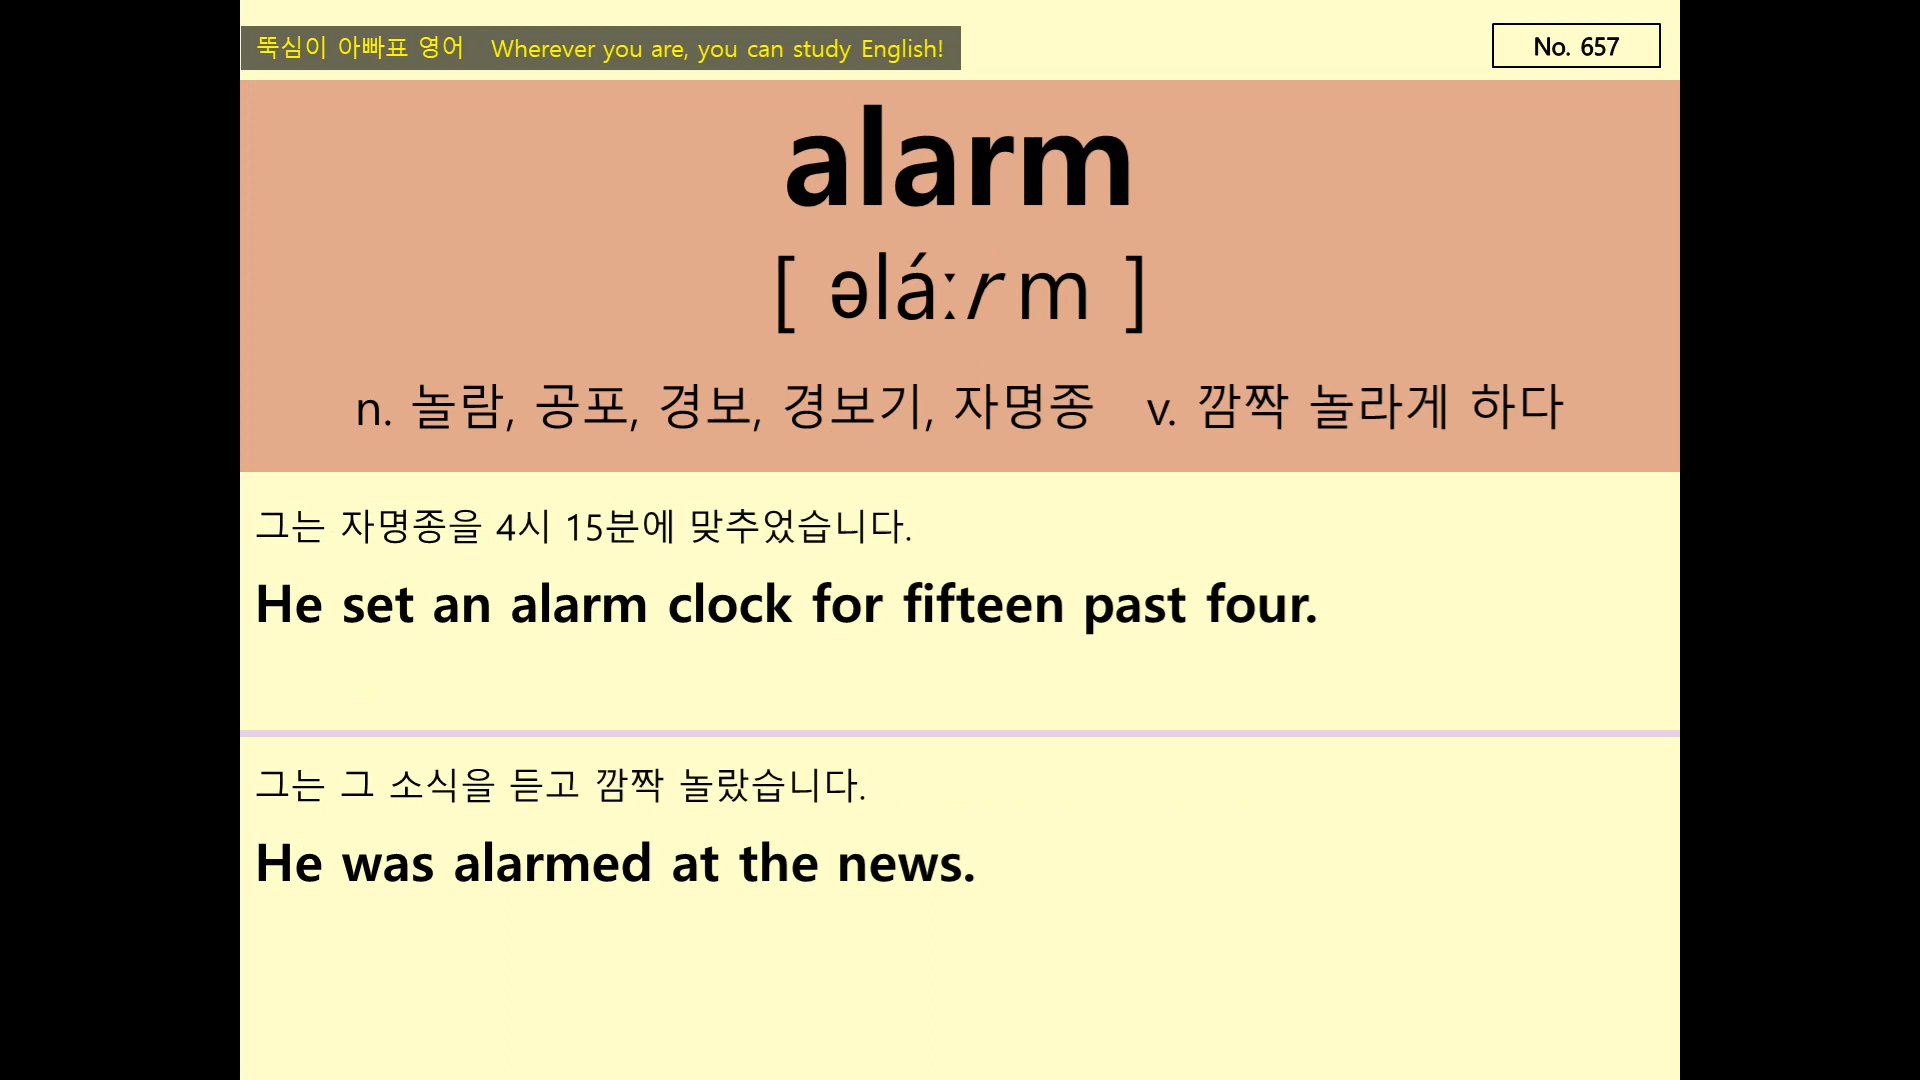 뚝심이 아빠표 영어 Wherever you are, you can study English!
No. 657
alarm
[ əláːrm ]
n. 놀람, 공포, 경보, 경보기, 자명종 v. 깜짝 놀라게 하다
그는 자명종을 4시 15분에 맞추었습니다.
He set an alarm clock for fifteen past four.
그는 그 소식을 듣고 깜짝 놀랐습니다.
He was alarmed at the news.